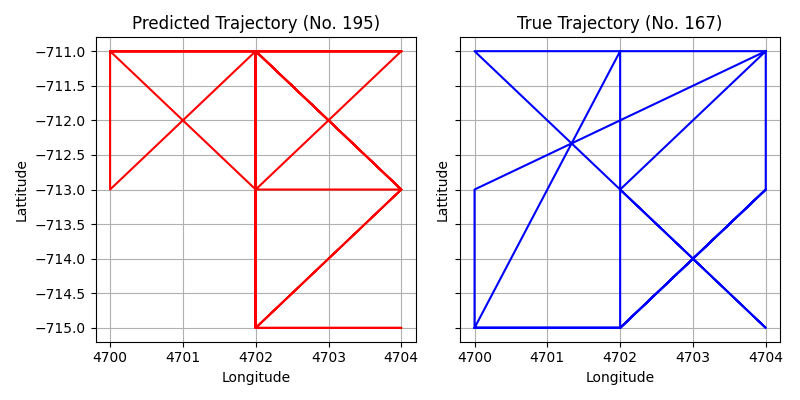 Predicted Trajectory (No. 195)
True Trajectory (No. 167)
−711.0
−711.5
−712.0
−712.5
−713.0
−713.5
−714.0
−714.5
−715.0
Lattitude
Lattitude
4700 4701 4702 4703 4704
4700 4701 4702 4703 4704
Longitude
Longitude